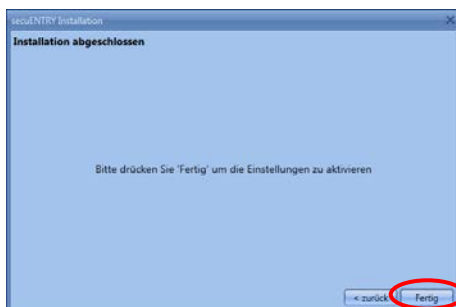 secuENTRY Installation
Installation abgeschlossen
Bitte drücken Sie 'Fertig' um die Einstellungen zu aktivieren
< zurück
Fertig